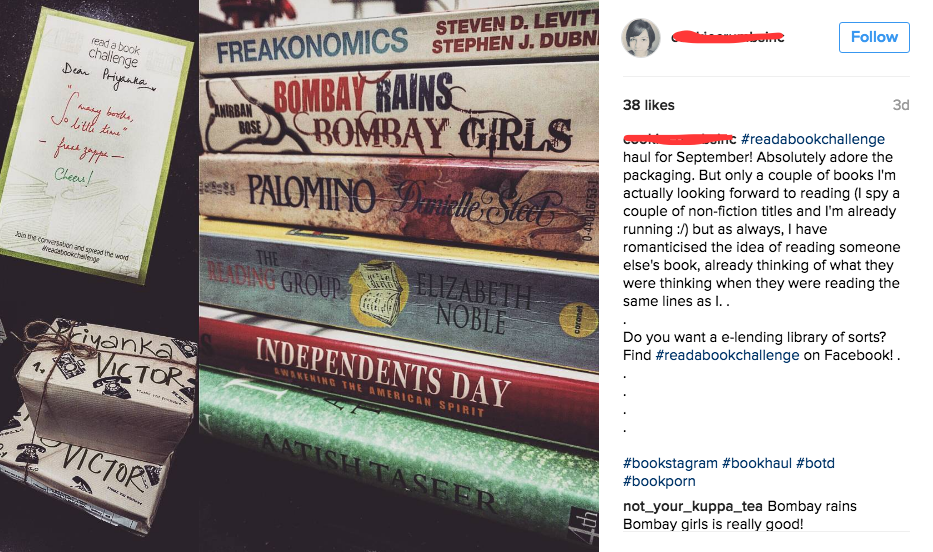 read a book
challenge
Dear Priyanka
"So many books,
so little time"
– frank zappa –
Cheers!
Join the conversation and spread the word
#readabookchallenge
Priyanka
VICTOR
1.
VICTOR
FREAKONOMICS
STEVEN D. LEVITT
STEPHEN J. DUBN
ANIRBAN
BOSE
BOMBAY RAINS
BOMBAY GIRLS
PALOMINO Danielle Steel
THE
READING GROUP
ELIZABETH
NOBLE
coronet
INDEPENDENTS DAY
AWAKENING THE AMERICAN SPIRIT
AATISH TASEER
4th
Follow
38 likes
3d
#readabookchallenge
haul for September! Absolutely adore the
packaging. But only a couple of books I'm
actually looking forward to reading (I spy a
couple of non-fiction titles and I'm already
running :/) but as always, I have
romanticised the idea of reading someone
else's book, already thinking of what they
were thinking when they were reading the
same lines as I. .
.
Do you want a e-lending library of sorts?
Find #readabookchallenge on Facebook! .
.
.
.
.
#bookstagram #bookhaul #botd
#bookporn
not_your_kuppa_tea Bombay rains
Bombay girls is really good!